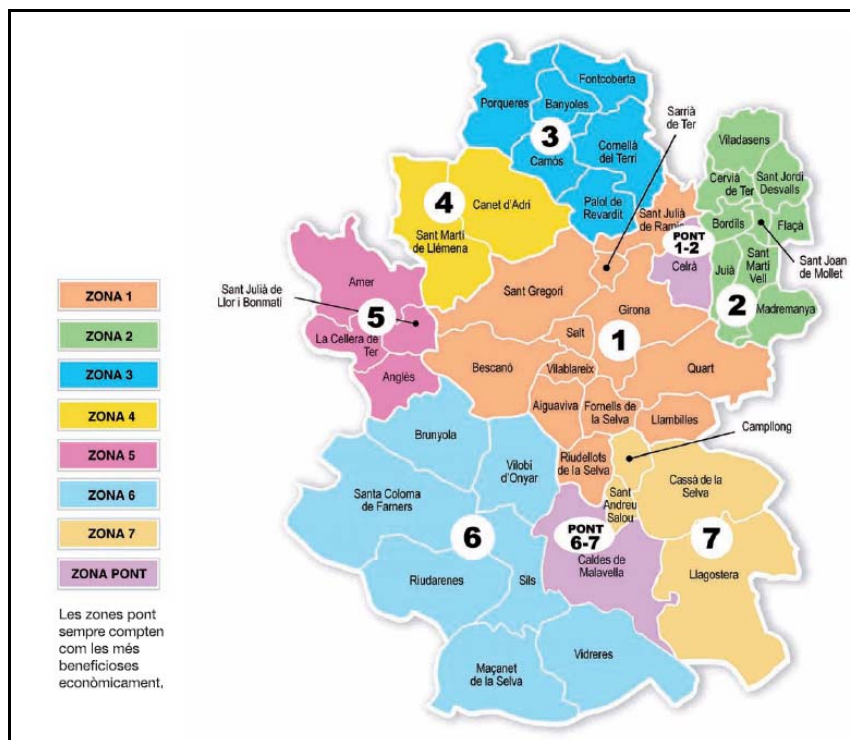 Fontcoberta
Porqueres
Banyoles
Sarrià
de Ter
3
Cornellà
del Terri
Camós
Viladasens
Cervià
de Ter
Sant Jordi
Desvalls
4
Canet d'Adri
Palol de
Revardit
Sant Julià
de Ramis
Bordils
Flaçà
Sant Martí
de Llémena
PONT
1-2
Celrà
Sant Joan
de Mollet
Juià
Sant
Martí
Vell
Amer
Sant Gregori
Girona
2
Madremanya
Sant Julià de
Llor i Bonmatí
5
La Cellera de
Ter
Salt
1
Bescanó
Vilablareix
Quart
Anglès
Aiguaviva
Fornells de
la Selva
Llambilles
Brunyola
Campllong
Vilobí
d'Onyar
Riudellots
de la Selva
Cassà de la
Selva
Santa Coloma
de Farners
Sant
Andreu
Salou
6
PONT
6-7
7
Caldes de
Malavella
Riudarenes
Sils
Llagostera
Maçanet
de la Selva
Vidreres
ZONA 1
ZONA 2
ZONA 3
ZONA 4
ZONA 5
ZONA 6
ZONA 7
ZONA PONT
Les zones pont
sempre compten
com les més
beneficioses
econòmicament.